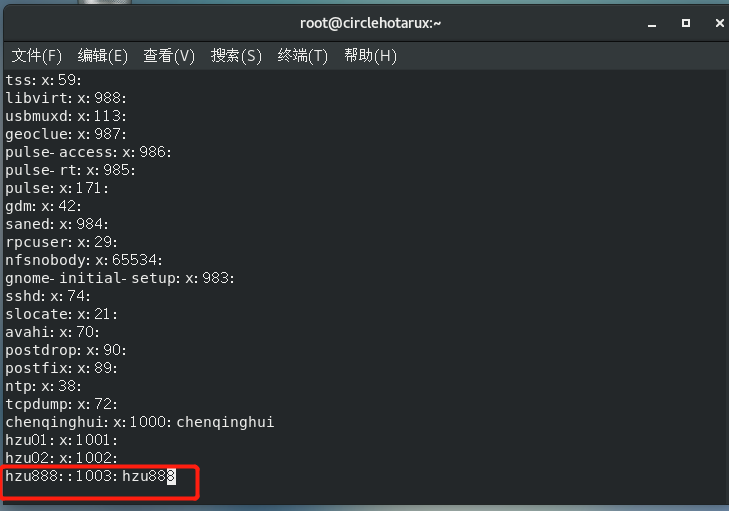 root@circlehotarux:~
文件(F) 编辑(E) 查看(V) 搜索(S) 终端(T) 帮助(H)
tss:x:59:
libvirt:x:988:
usbmuxd:x:113:
geoclue:x:987:
pulse-access:x:986:
pulse-rt:x:985:
pulse:x:171:
gdm:x:42:
saned:x:984:
rpcuser:x:29:
nfsnobody:x:65534:
gnome-initial-setup:x:983:
sshd:x:74:
slocate:x:21:
avahi:x:70:
postdrop:x:90:
postfix:x:89:
ntp:x:38:
tcpdump:x:72:
chenqinghui:x:1000:chenqinghui
hzu01:x:1001:
hzu02:x:1002:
hzu888::1003:hzu888